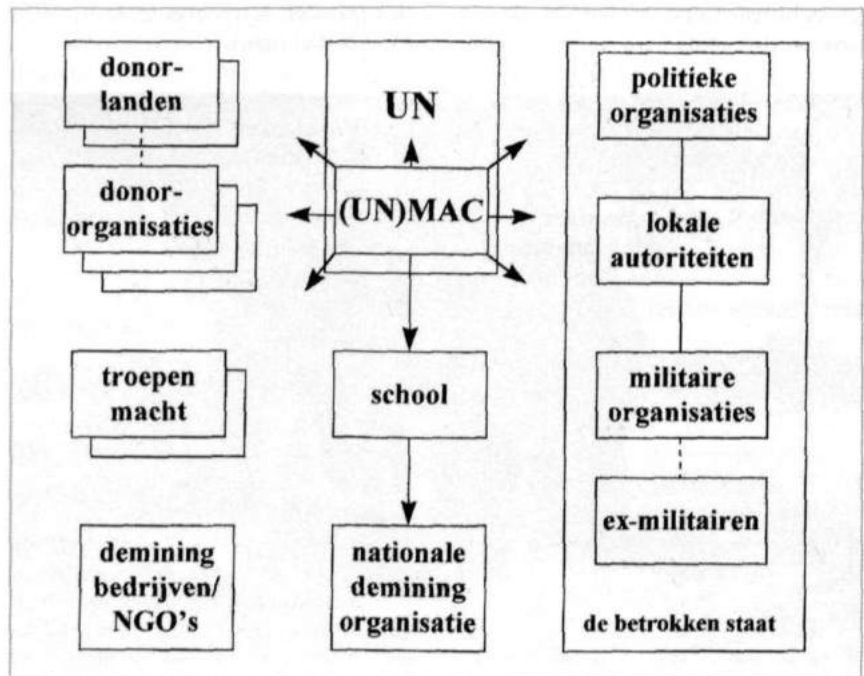 donor-
landen
donor-
organisaties
troepen
macht
demining
bedrijven/
NGO's
UN
(UN)MAC
school
nationale
demining
organisatie
politieke
organisaties
lokale
autoriteiten
militaire
organisaties
ex-militairen
de betrokken staat